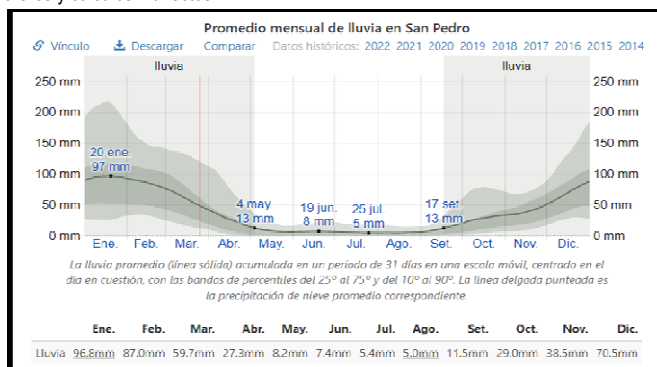 Promedio mensual de lluvia en San Pedro
Vínculo Descargar Comparar Datos históricos: 2022 2021 2020 2019 2018 2017 2016 2015 2014
lluvia lluvia
250 mm 250 mm
200 mm 200 mm
150 mm 150 mm
100 mm 100 mm
50 mm 50 mm
0 mm 0 mm
20 ene.
97 mm
4 may.
13 mm
19 jun.
8 mm
25 jul.
5 mm
17 set.
13 mm
Ene. Feb. Mar. Abr. May. Jun. Jul. Ago. Set. Oct. Nov. Dic.
La lluvia promedio (línea sólida) acumulada en un periodo de 31 días en una escala móvil, centrado en el
día en cuestión, con las bandas de percentiles del 25º al 75º y del 10º al 90º. La línea delgada punteada es
la precipitación de nieve promedio correspondiente.
Ene. Feb. Mar. Abr. May. Jun. Jul. Ago. Set. Oct. Nov. Dic.
Lluvia 96.8mm 87.0mm 59.7mm 27.3mm 8.2mm 7.4mm 5.4mm 5.0mm 11.5mm 29.0mm 38.5mm 70.5mm